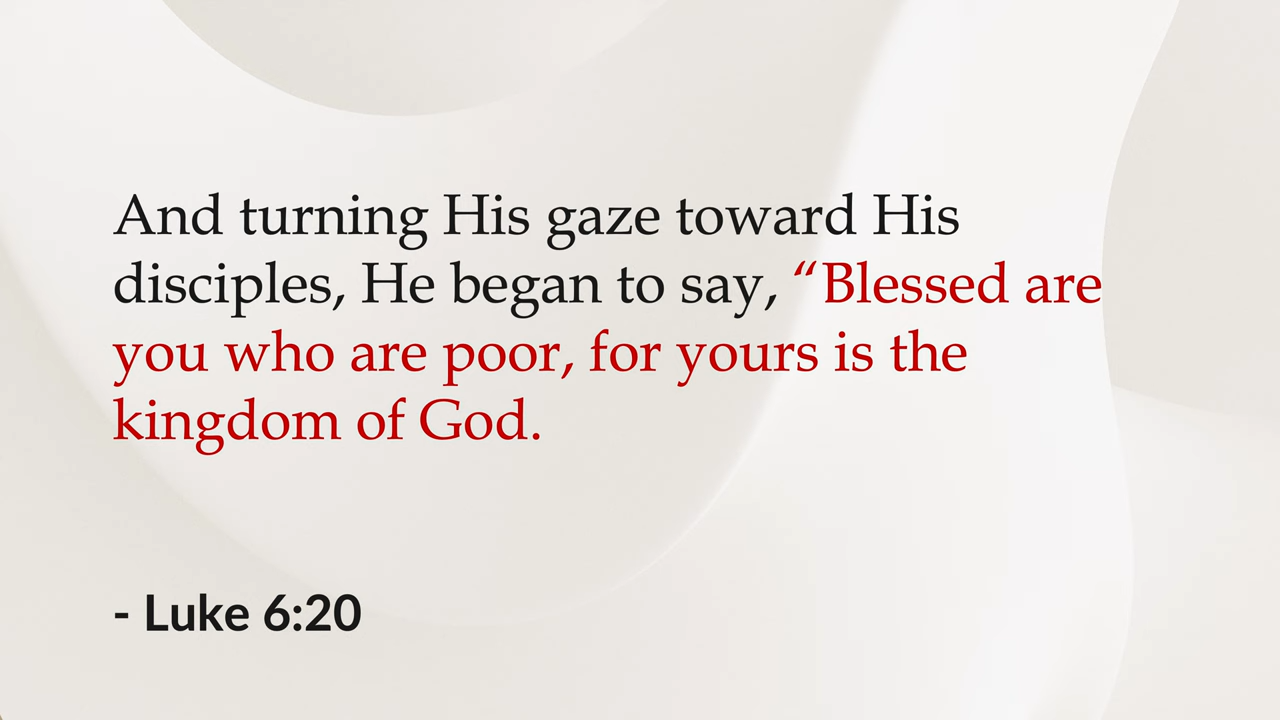 And turning His gaze toward His
disciples, He began to say, “Blessed are
you who are poor, for yours is the
kingdom of God.
- Luke 6:20